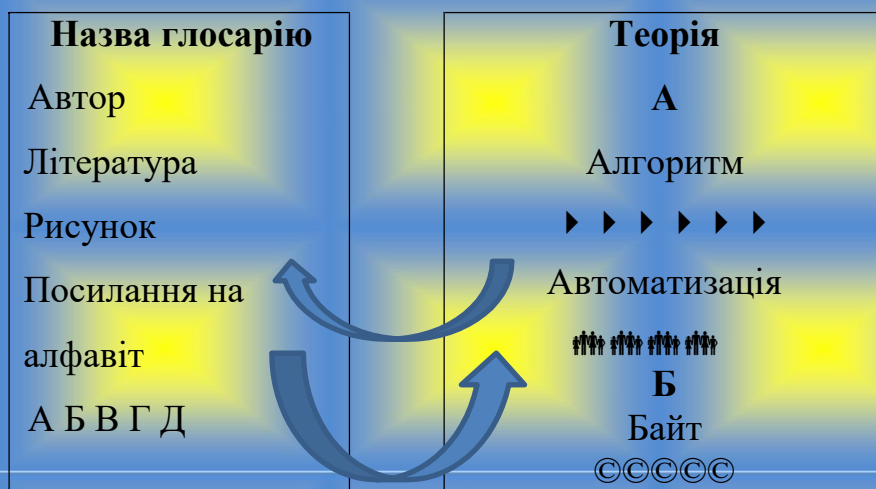 Назва глосарію
Автор
Література
Рисунок
Посилання на
алфавіт
А Б В Г Д
Теорія
А
Алгоритм
Автоматизація
Б
Байт
©©©©©